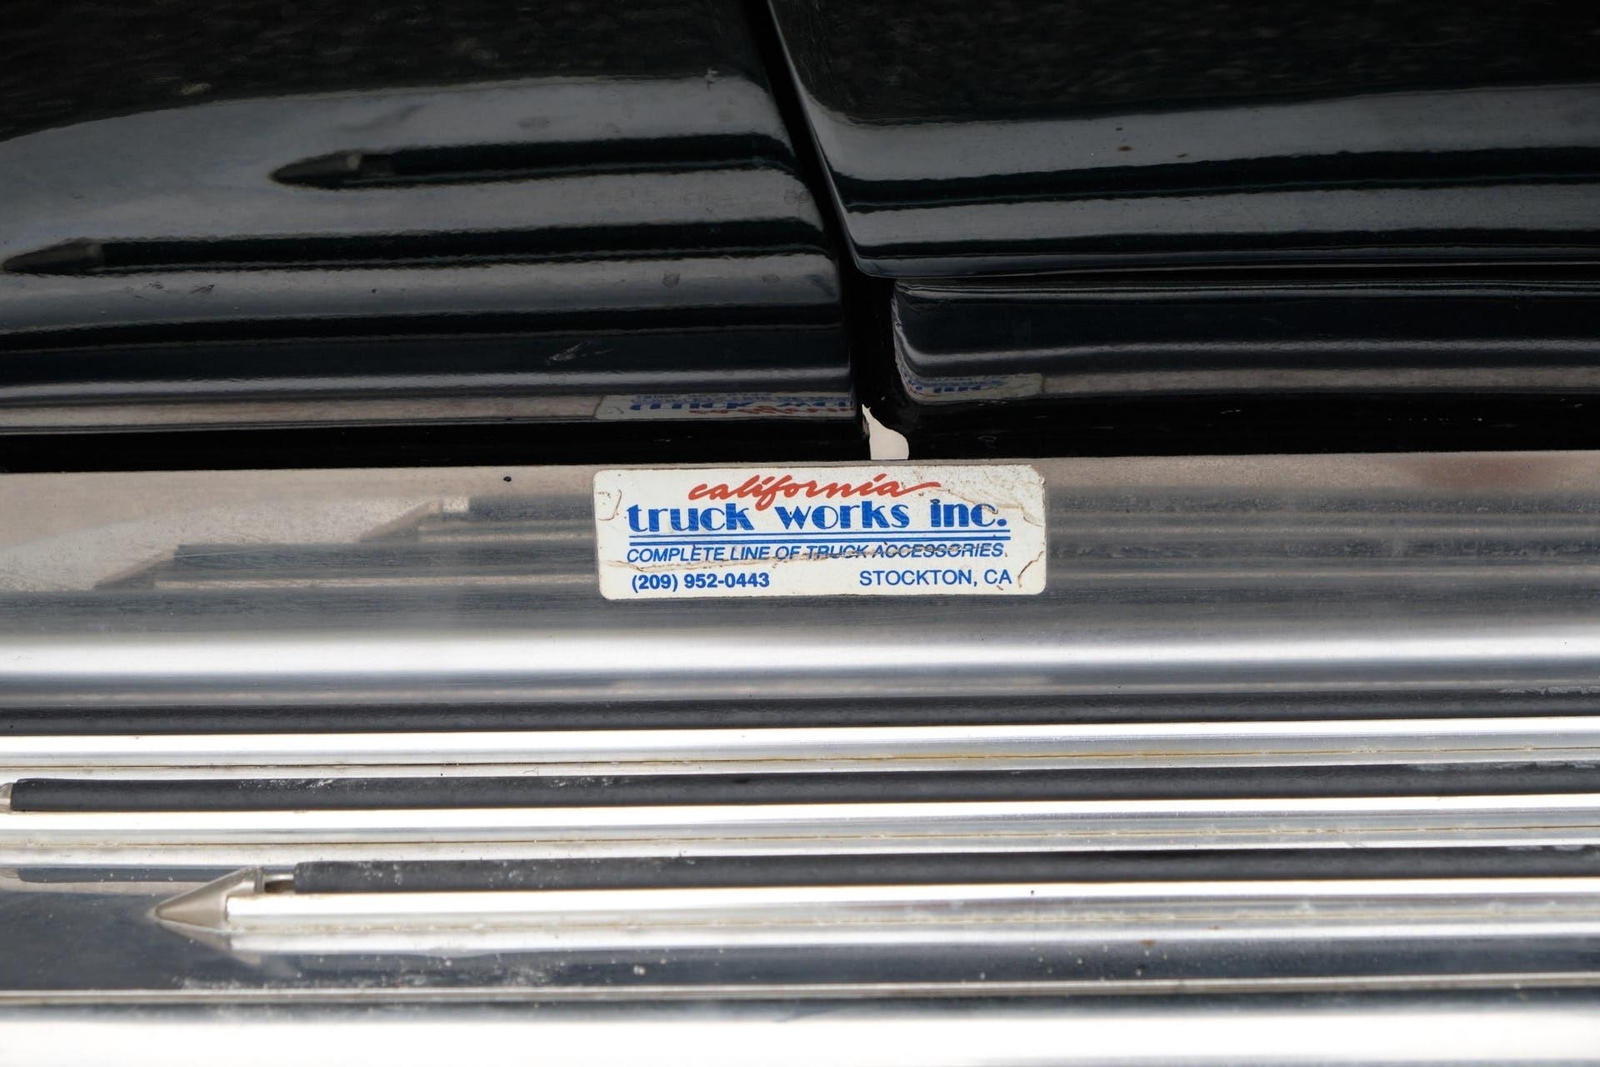 california
truck works inc.
COMPLETE LINE OF TRUCK ACCESSORIES.
(209) 952-0443 STOCKTON, CA